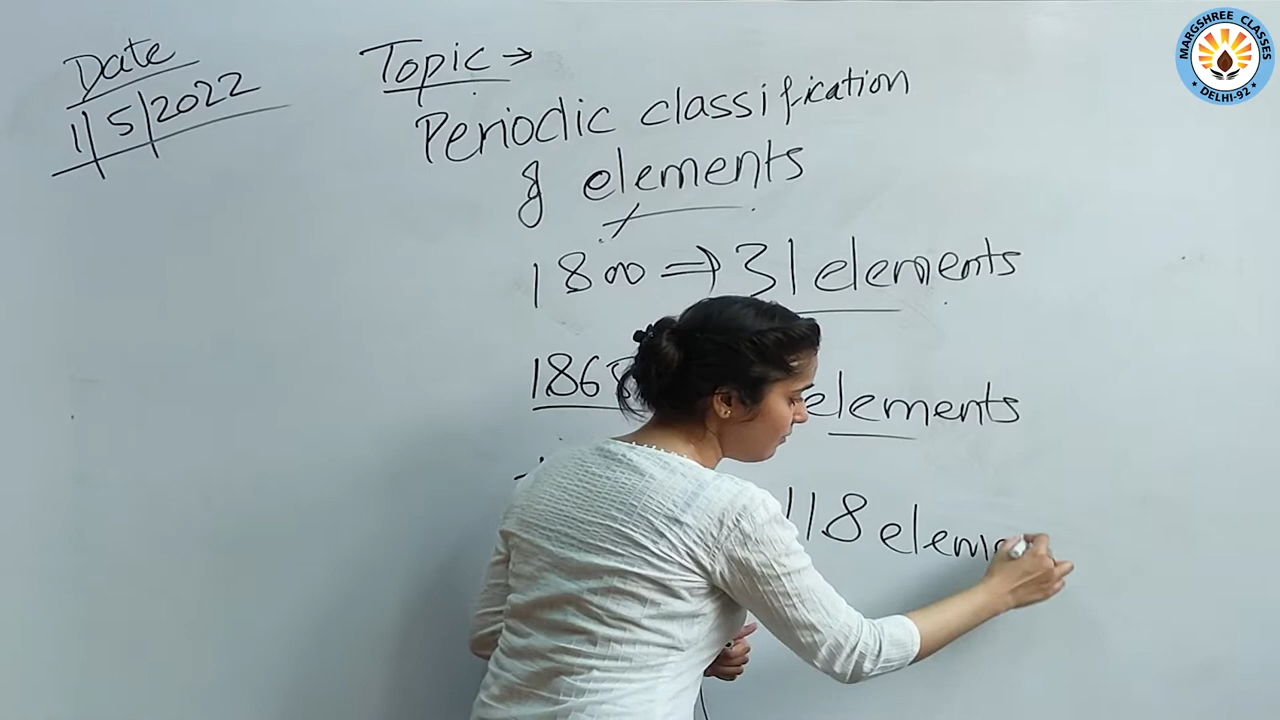 Date
1/5/2022
Topic →
Periodic classification
of elements
1800 ⇒ 31 elements
1865 elements
118 eleme
MARGSHREE CLASSES
DELHI-92